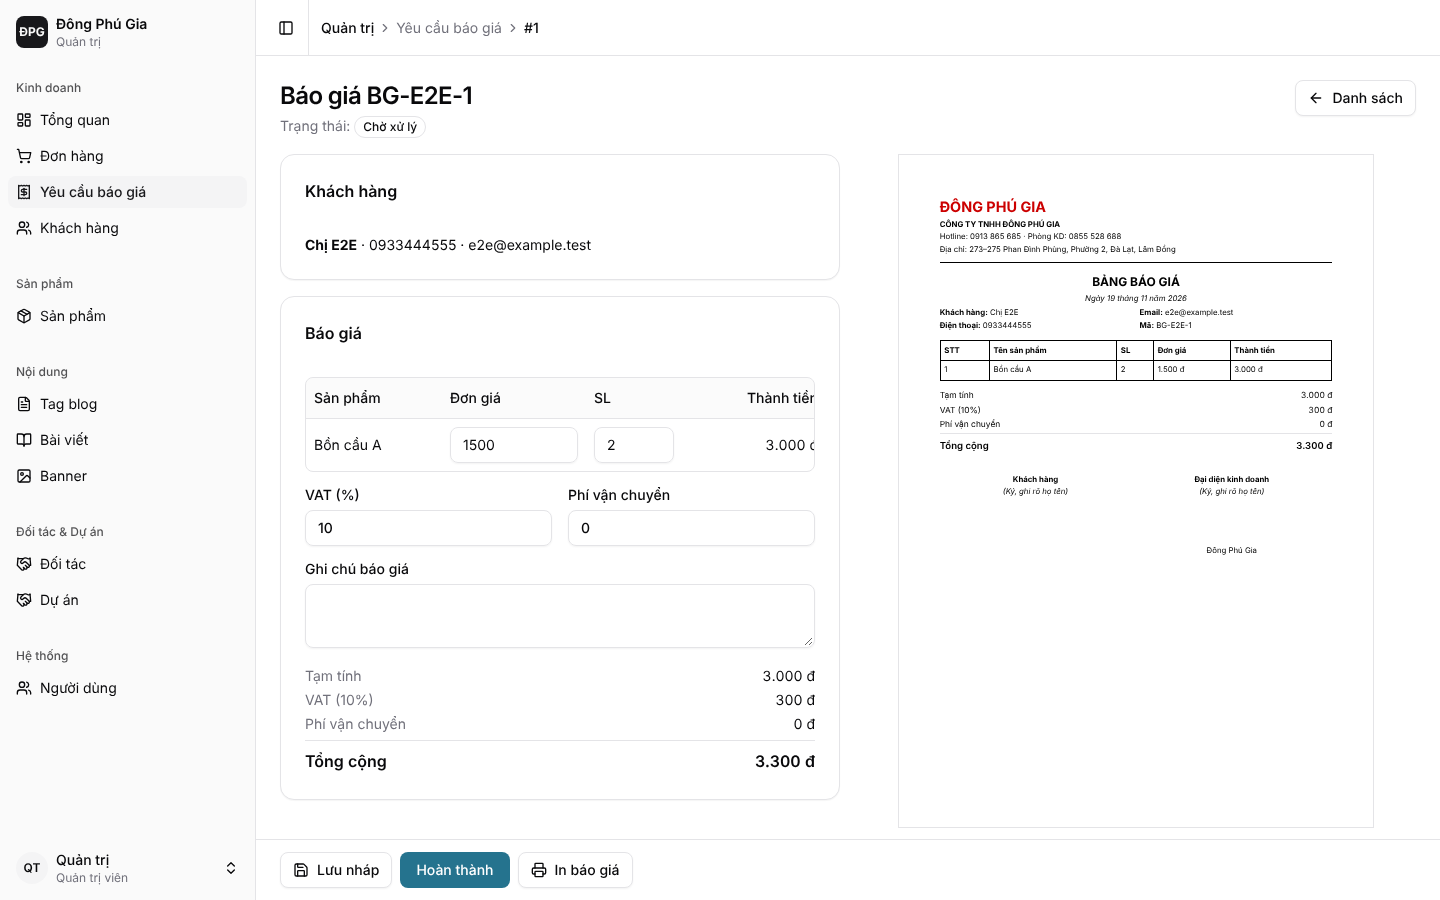 ĐPG
Đông Phú Gia
Quản trị
Kinh doanh
Tổng quan
Đơn hàng
Yêu cầu báo giá
Khách hàng
Sản phẩm
Sản phẩm
Nội dung
Tag blog
Bài viết
Banner
Đối tác & Dự án
Đối tác
Dự án
Hệ thống
Người dùng
QT
Quản trị
Quản trị viên
Quản trị > Yêu cầu báo giá > #1
Báo giá BG-E2E-1
Trạng thái: Chờ xử lý
Danh sách
Khách hàng
Chị E2E · 0933444555 · e2e@example.test
Báo giá
Sản phẩm Đơn giá SL Thành tiền
Bồn cầu A 1500 2 3.000 đ
VAT (%) Phí vận chuyển
10 0
Ghi chú báo giá
Tạm tính 3.000 đ
VAT (10%) 300 đ
Phí vận chuyển 0 đ
Tổng cộng 3.300 đ
ĐÔNG PHÚ GIA
CÔNG TY TNHH ĐÔNG PHÚ GIA
Hotline: 0913 865 685 · Phòng KD: 0855 528 688
Địa chỉ: 273–275 Phan Đình Phùng, Phường 2, Đà Lạt, Lâm Đồng
BẢNG BÁO GIÁ
Ngày 19 tháng 11 năm 2026
Khách hàng: Chị E2E Email: e2e@example.test
Điện thoại: 0933444555 Mã: BG-E2E-1
STT Tên sản phẩm SL Đơn giá Thành tiền
1 Bồn cầu A 2 1.500 đ 3.000 đ
Tạm tính 3.000 đ
VAT (10%) 300 đ
Phí vận chuyển 0 đ
Tổng cộng 3.300 đ
Khách hàng Đại diện kinh doanh
(Ký, ghi rõ họ tên) (Ký, ghi rõ họ tên)
Đông Phú Gia
Lưu nháp Hoàn thành In báo giá